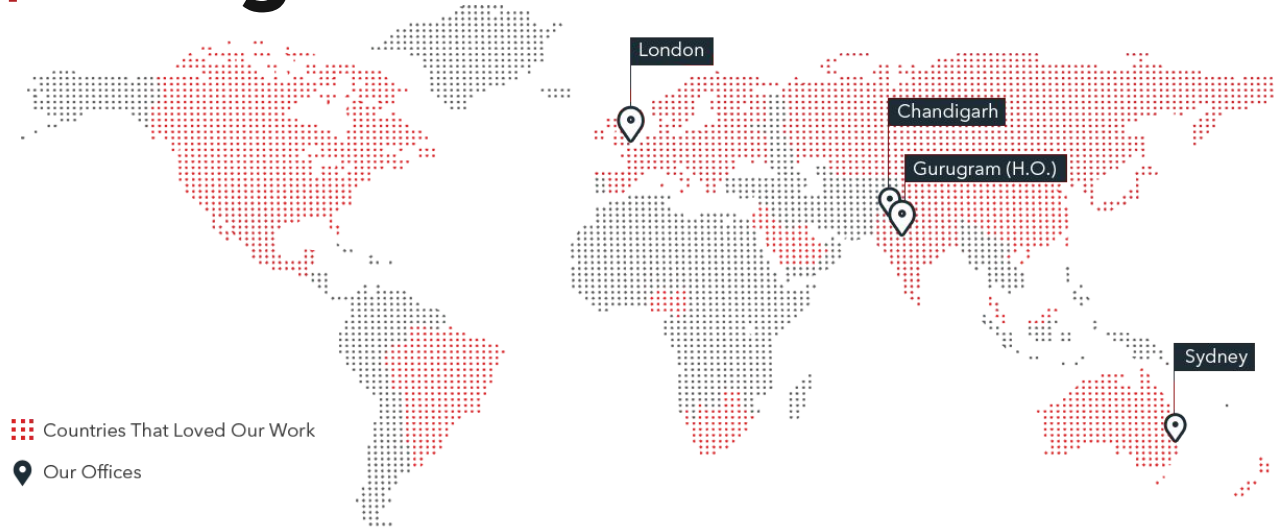 London
Chandigarh
Gurugram (H.O.)
Sydney
Countries That Loved Our Work
Our Offices